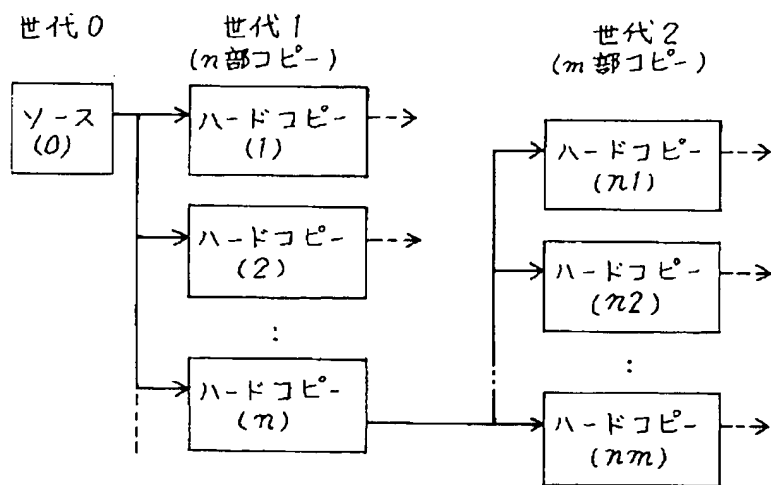 世代0
ソース
(0)
世代1
(n部コピー)
ハードコピー
(1)
ハードコピー
(2)
:
ハードコピー
(n)
世代2
(m部コピー)
ハードコピー
(n1)
ハードコピー
(n2)
:
ハードコピー
(nm)